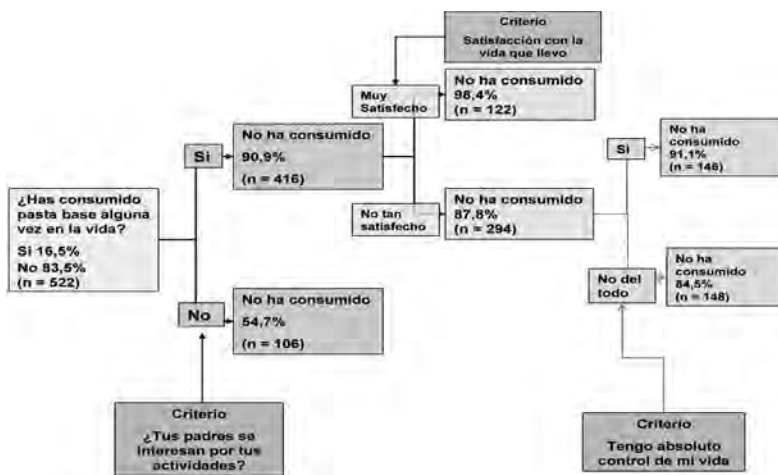 Criterio
Satisfacción con la
vida que llevo
Muy
Satisfecho
No ha consumido
98,4%
(n = 122)
Si
No ha consumido
90,9%
(n = 416)
Si
No ha
consumido
91,1%
(n = 146)
¿Has consumido
pasta base alguna
vez en la vida?
Si 16,5%
No 83,5%
(n = 522)
No tan
satisfecho
No ha consumido
87,8%
(n = 294)
No del
todo
No ha
consumido
84,5%
(n = 148)
No
No ha consumido
54,7%
(n = 106)
Criterio
¿Tus padres se
interesan por tus
actividades?
Criterio
Tengo absoluto
control de mi vida